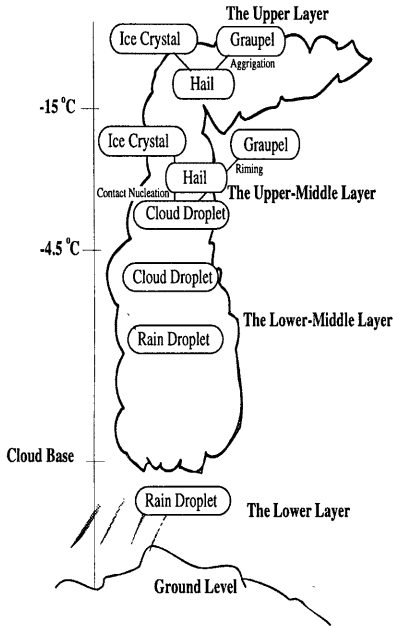 The Upper Layer
Ice Crystal
Graupel
Aggrigation
Hail
-15 °C
Ice Crystal
Graupel
Riming
Hail
Contact Nucleation
The Upper-Middle Layer
Cloud Droplet
-4.5 °C
Cloud Droplet
The Lower-Middle Layer
Rain Droplet
Cloud Base
Rain Droplet
The Lower Layer
Ground Level